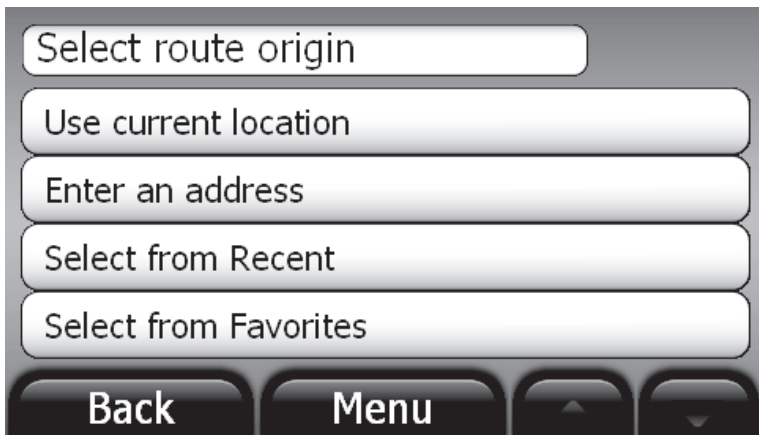 Select route origin
Use current location
Enter an address
Select from Recent
Select from Favorites
Back Menu